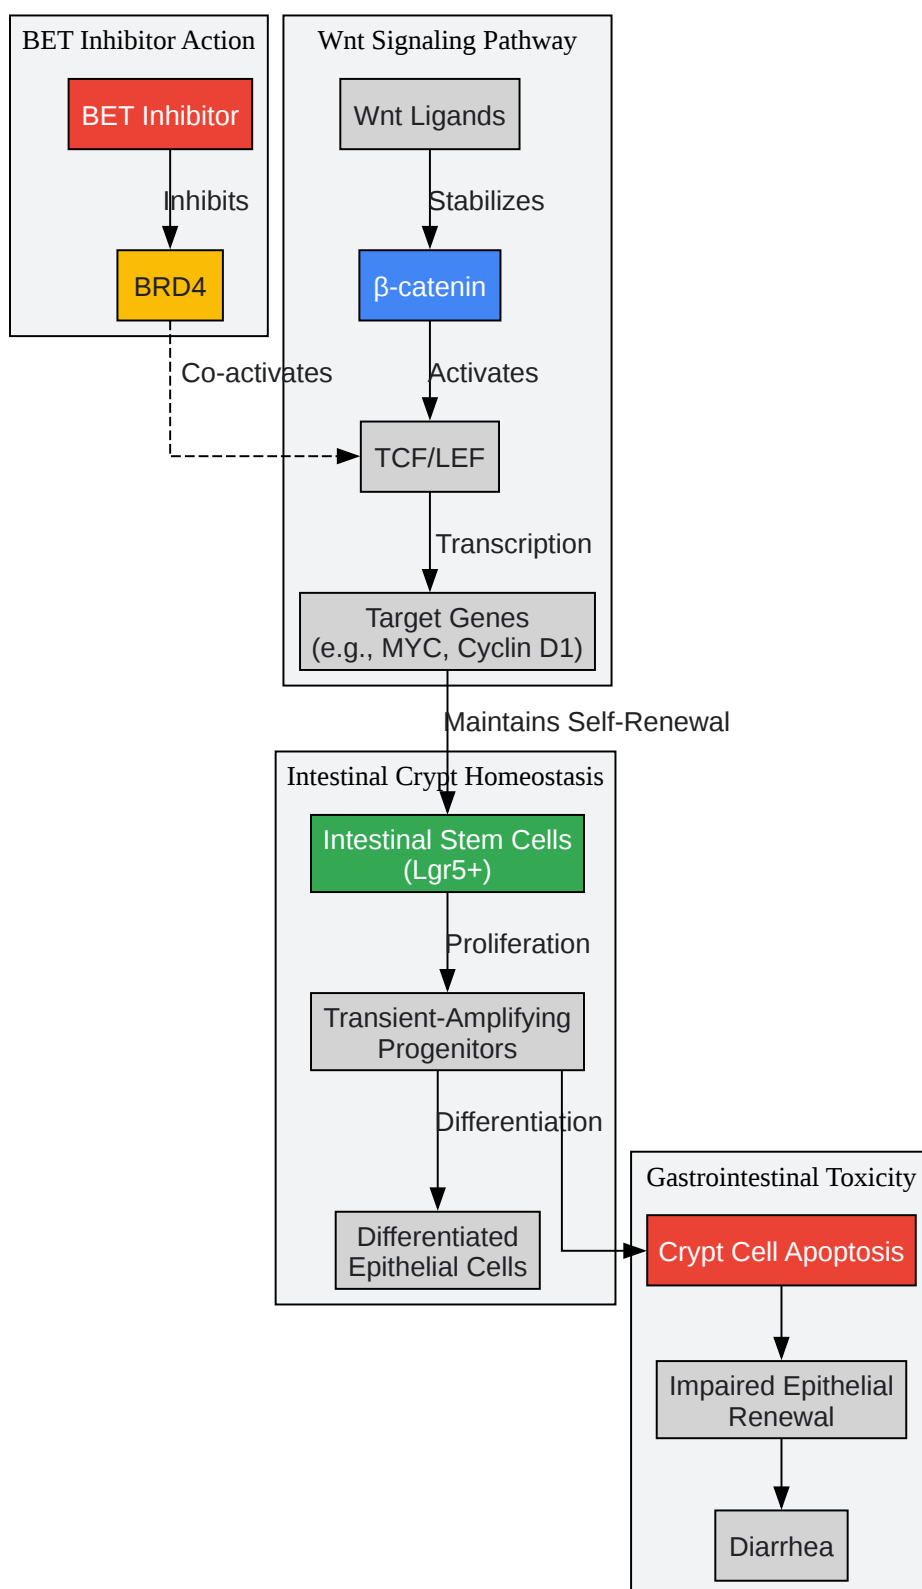 BET Inhibitor Action
BET Inhibitor
Inhibits
BRD4
Co-activates
Wnt Signaling Pathway
Wnt Ligands
Stabilizes
β-catenin
Activates
TCF/LEF
Transcription
Target Genes
(e.g., MYC, Cyclin D1)
Maintains Self-Renewal
Intestinal Crypt Homeostasis
Intestinal Stem Cells
(Lgr5+)
Proliferation
Transient-Amplifying
Progenitors
Differentiation
Differentiated
Epithelial Cells
Gastrointestinal Toxicity
Crypt Cell Apoptosis
Impaired Epithelial
Renewal
Diarrhea